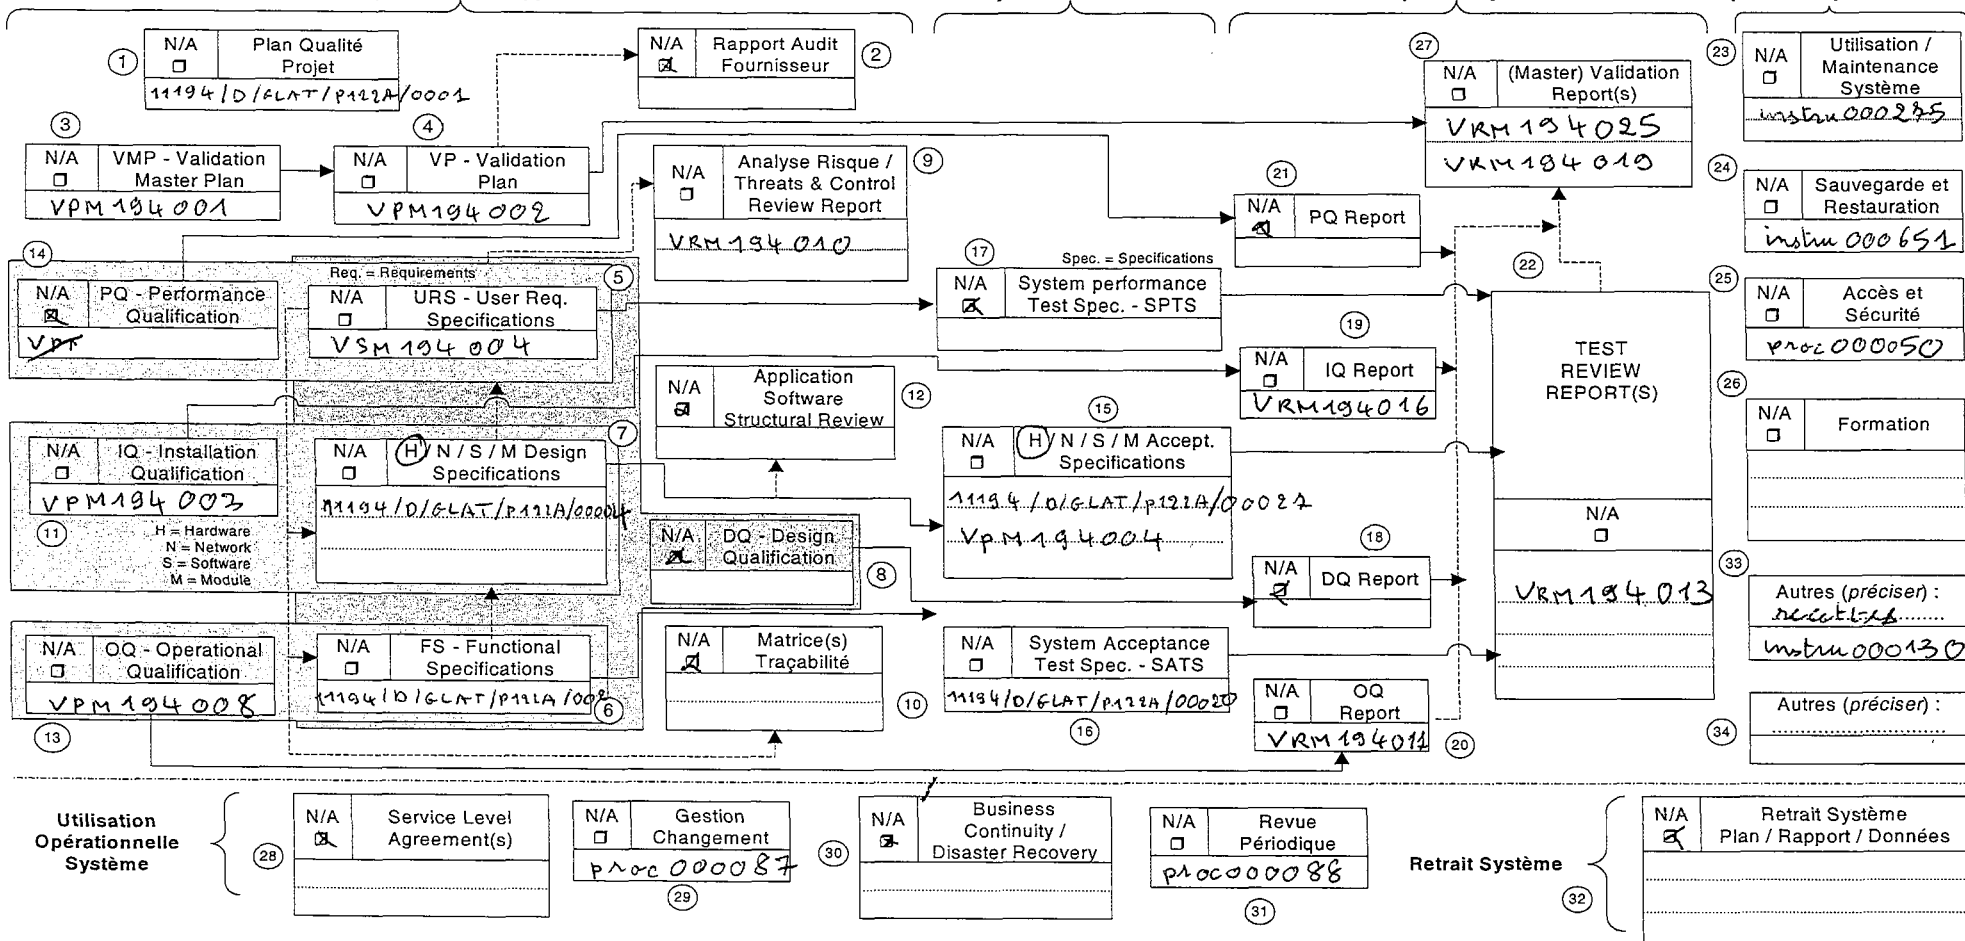 1
N/A
Plan Qualité
Projet
11194/D/GLAT/P122A/0001
N/A
Rapport Audit
Fournisseur
2
27
N/A
(Master) Validation
Report(s)
VRM194025
VRM194019
23
N/A
Utilisation /
Maintenance
Système
instru 000275
3
N/A
VMP - Validation
Master Plan
VPM194001
4
N/A
VP - Validation
Plan
VPM194002
N/A
Analyse Risque /
Threats & Control
Review Report
9
VRM194010
21
N/A
PQ Report
24
N/A
Sauvegarde et
Restauration
instru 000651
14
N/A
PQ - Performance
Qualification
VPT
Req. = Requirements
5
N/A
URS - User Req.
Specifications
VSM194004
17
Spec. = Specifications
N/A
System performance
Test Spec. - SPTS
22
TEST
REVIEW
REPORT(S)
N/A
VRM194013
25
N/A
Accès et
Sécurité
proc000050
19
N/A
IQ Report
VRM194016
N/A
Application
Software
Structural Review
12
26
N/A
Formation
7
N/A
IQ - Installation
Qualification
VPM194003
11
H = Hardware
N = Network
S = Software
M = Module
N/A
H / N / S / M Design
Specifications
11194/D/GLAT/P122A/00004
15
N/A
H / N / S / M Accept.
Specifications
11194/D/GLAT/P122A/00027
VPM194004
N/A
DQ - Design
Qualification
8
18
N/A
DQ Report
33
Autres (préciser) :
recettes
instru000130
N/A
OQ - Operational
Qualification
VPM194008
13
N/A
FS - Functional
Specifications
11194/D/GLAT/P122A/002
6
N/A
Matrice(s)
Traçabilité
10
N/A
System Acceptance
Test Spec. - SATS
11194/D/GLAT/P122A/00020
16
N/A
OQ
Report
VRM194011
20
34
Autres (préciser) :
Utilisation
Opérationnelle
Système
28
N/A
Service Level
Agreement(s)
N/A
Gestion
Changement
proc 000087
29
30
N/A
Business
Continuity /
Disaster Recovery
N/A
Revue
Périodique
proc000088
31
Retrait Système
32
N/A
Retrait Système
Plan / Rapport / Données